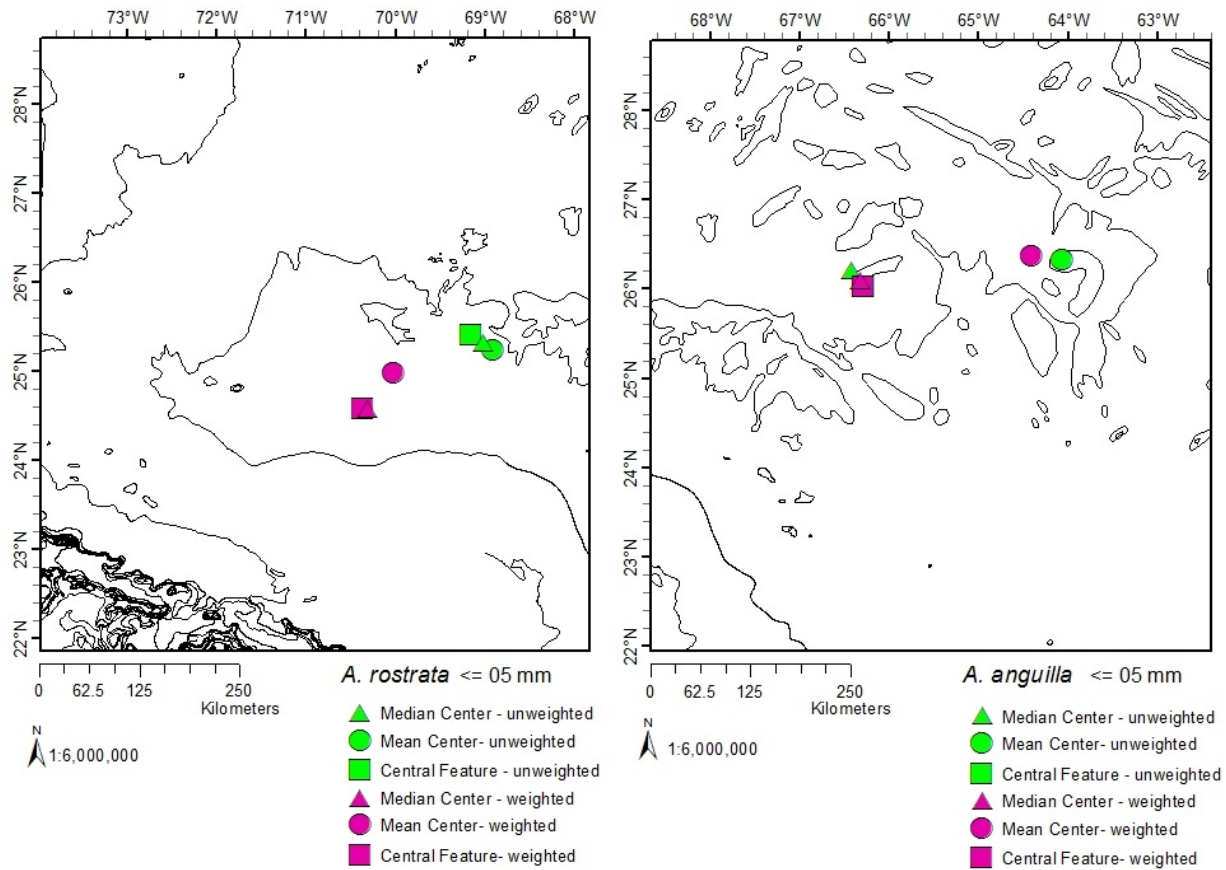 73°W 72°W 71°W 70°W 69°W 68°W
28°N
27°N
26°N
25°N
24°N
23°N
22°N
0 62.5 125 250
Kilometers
N
1:6,000,000
A. rostrata <= 05 mm
Median Center - unweighted
Mean Center- unweighted
Central Feature - unweighted
Median Center - weighted
Mean Center- weighted
Central Feature- weighted
68°W 67°W 66°W 65°W 64°W 63°W
28°N
27°N
26°N
25°N
24°N
23°N
22°N
0 62.5 125 250
Kilometers
N
1:6,000,000
A. anguilla <= 05 mm
Median Center - unweighted
Mean Center- unweighted
Central Feature - unweighted
Median Center - weighted
Mean Center- weighted
Central Feature- weighted